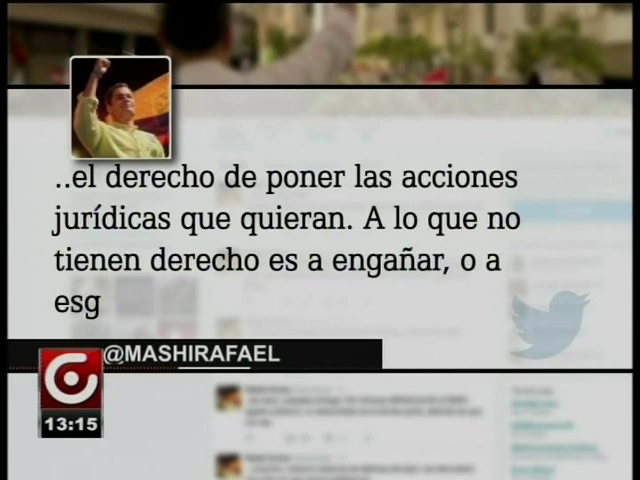 ..el derecho de poner las acciones
jurídicas que quieran. A lo que no
tienen derecho es a engañar, o a
esg
@MASHIRAFAEL
13:15